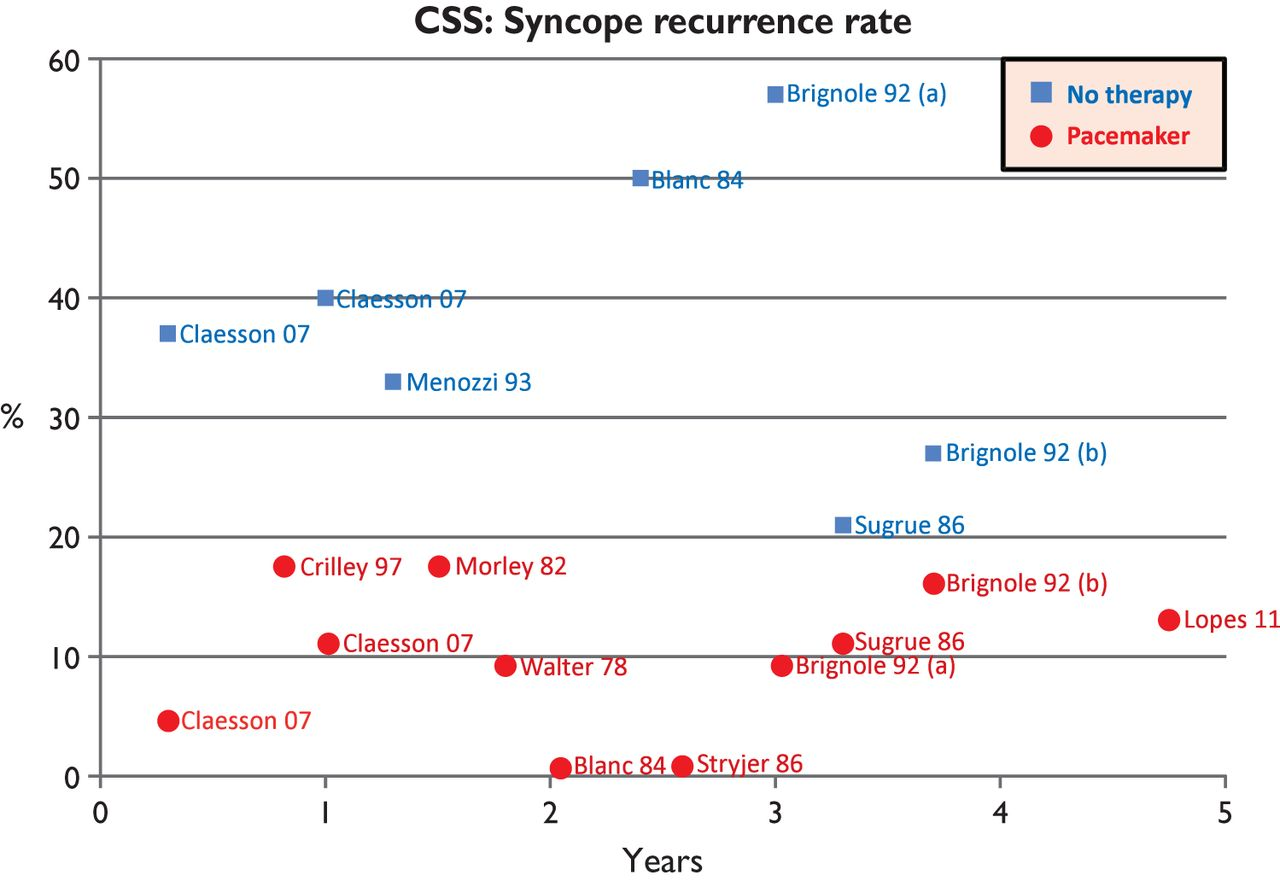 CSS: Syncope recurrence rate
60
Brignole 92 (a)
No therapy
Pacemaker
50
Blanc 84
40
Claesson 07
Claesson 07
Menozzi 93
%
30
Brignole 92 (b)
Sugrue 86
20
Crilley 97
Morley 82
Brignole 92 (b)
Lopes 11
Claesson 07
Sugrue 86
10
Walter 78
Brignole 92 (a)
Claesson 07
Blanc 84
Stryjer 86
0
0 1 2 3 4 5
Years